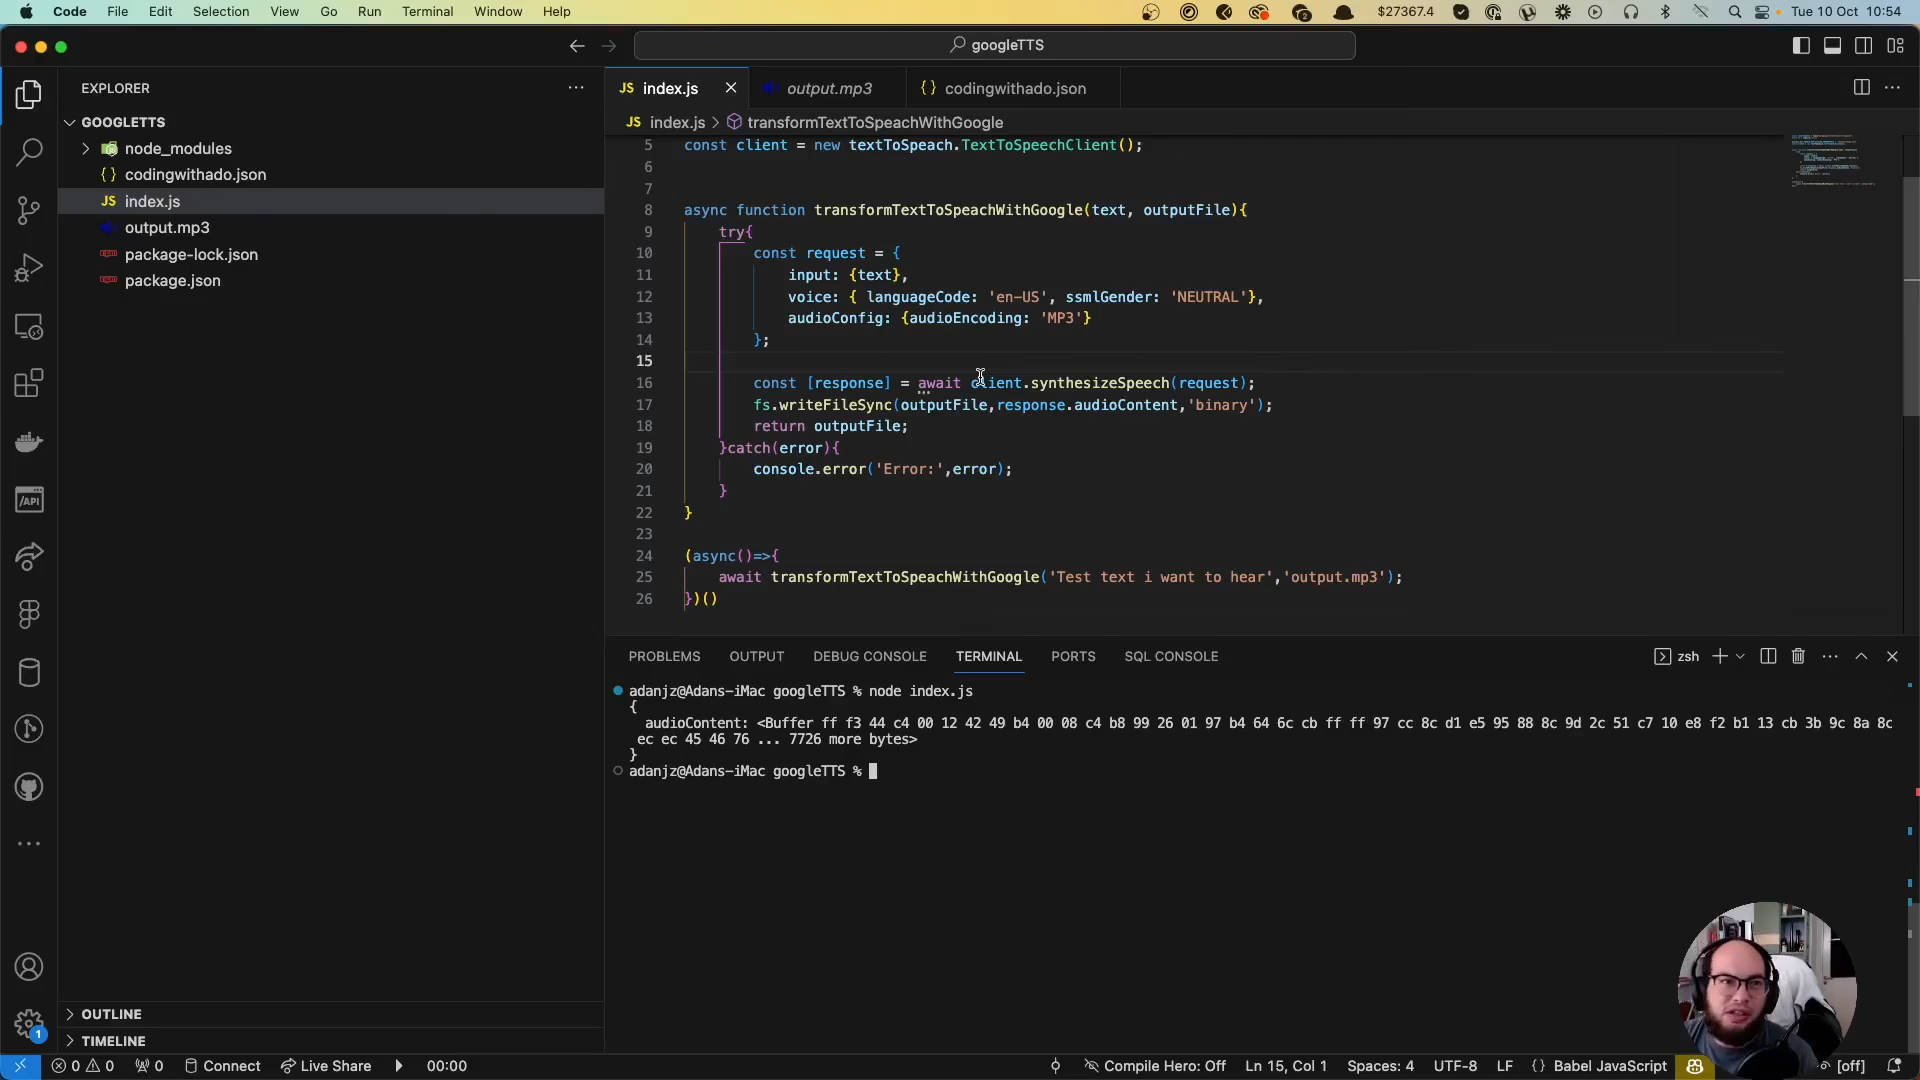 Code File Edit Selection View Go Run Terminal Window Help $27367.4 Tue 10 Oct 10:54
googleTTS
EXPLORER
GOOGLETTS
node_modules
codingwithado.json
index.js
output.mp3
package-lock.json
package.json
OUTLINE
TIMELINE
JS index.js output.mp3 {} codingwithado.json
JS index.js > transformTextToSpeachWithGoogle
5 const client = new textToSpeach.TextToSpeechClient();
6
7
8 async function transformTextToSpeachWithGoogle(text, outputFile){
9 try{
10 const request = {
11 input: {text},
12 voice: { languageCode: 'en-US', ssmlGender: 'NEUTRAL'},
13 audioConfig: {audioEncoding: 'MP3'}
14 };
15
16 const [response] = await client.synthesizeSpeech(request);
17 fs.writeFileSync(outputFile,response.audioContent,'binary');
18 return outputFile;
19 }catch(error){
20 console.error('Error:',error);
21 }
22 }
23
24 (async()=>{
25 await transformTextToSpeachWithGoogle('Test text i want to hear','output.mp3');
26 })()
PROBLEMS OUTPUT DEBUG CONSOLE TERMINAL PORTS SQL CONSOLE zsh
adanjz@Adans-iMac googleTTS % node index.js
{
audioContent: <Buffer ff f3 44 c4 00 12 42 49 b4 00 08 c4 b8 99 26 01 97 b4 64 6c cb ff ff 97 cc 8c d1 e5 95 88 8c 9d 2c 51 c7 10 e8 f2 b1 13 cb 3b 9c 8a 8c
ec ec 45 46 76 ... 7726 more bytes>
}
adanjz@Adans-iMac googleTTS %
0 0 0 Connect Live Share 00:00 Compile Hero: Off Ln 15, Col 1 Spaces: 4 UTF-8 LF {} Babel JavaScript [off]